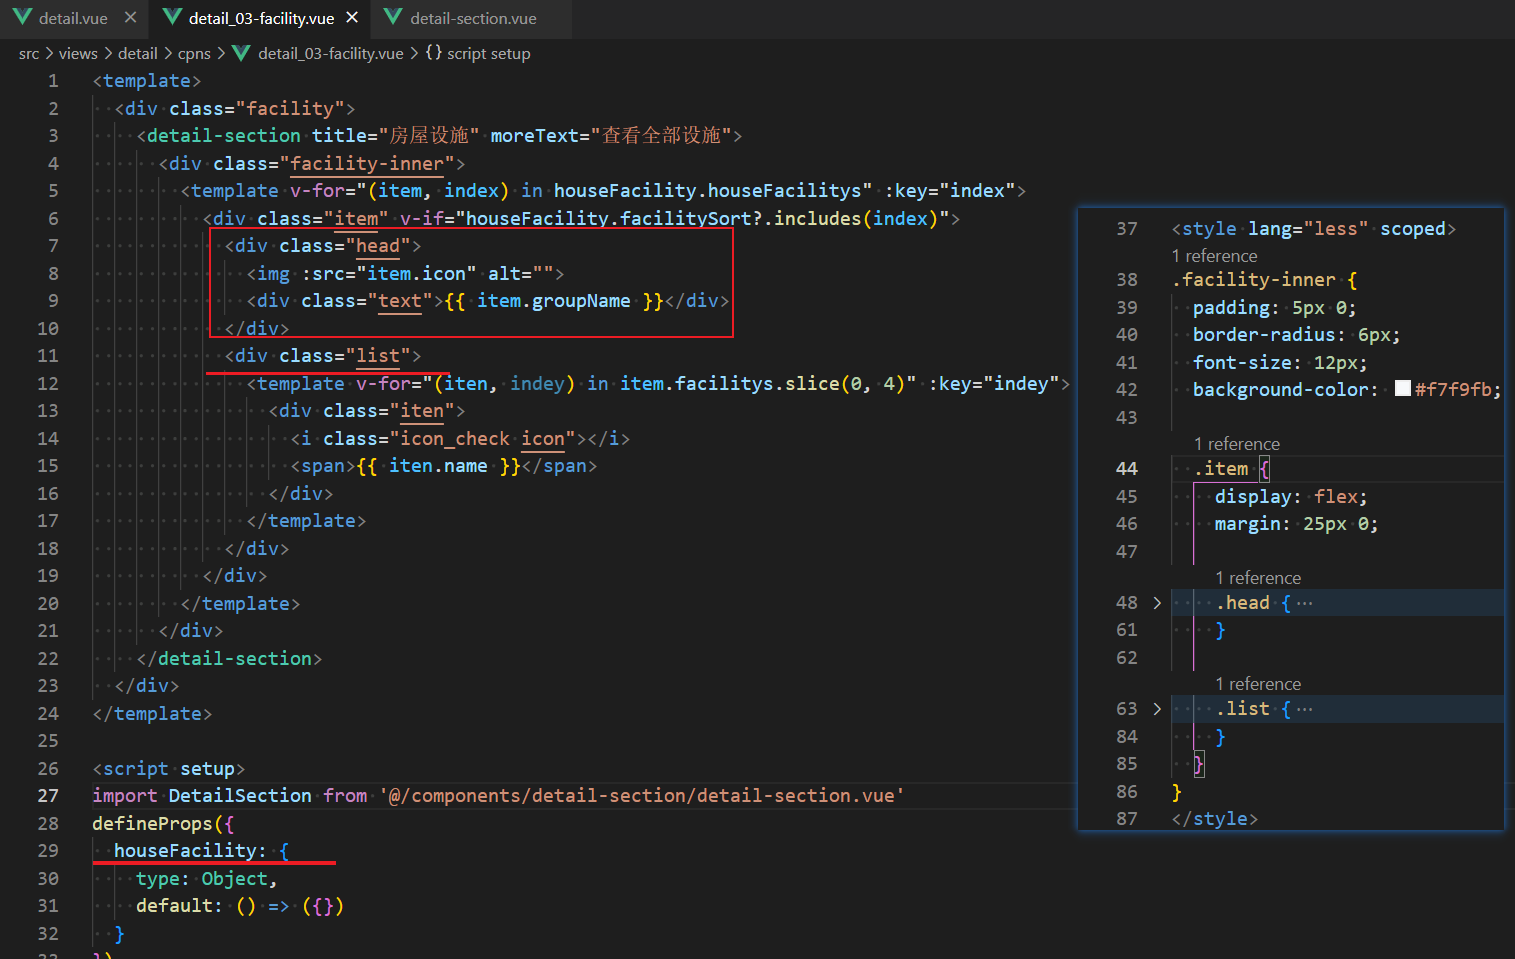 detail.vue × detail_03-facility.vue × detail-section.vue
src > views > detail > cpns > detail_03-facility.vue > {} script setup
1 <template>
2 <div class="facility">
3 <detail-section title="房屋设施" moreText="查看全部设施">
4 <div class="facility-inner">
5 <template v-for="(item, index) in houseFacility.houseFacilitys" :key="index">
6 <div class="item" v-if="houseFacility.facilitySort?.includes(index)">
7 <div class="head">
8 <img :src="item.icon" alt="">
9 <div class="text">{{ item.groupName }}</div>
10 </div>
11 <div class="list">
12 <template v-for="(iten, indey) in item.facilitys.slice(0, 4)" :key="indey">
13 <div class="iten">
14 <i class="icon_check icon"></i>
15 <span>{{ iten.name }}</span>
16 </div>
17 </template>
18 </div>
19 </div>
20 </template>
21 </div>
22 </detail-section>
23 </div>
24 </template>
25
26 <script setup>
27 import DetailSection from '@/components/detail-section/detail-section.vue'
28 defineProps({
29 houseFacility: {
30 type: Object,
31 default: () => ({})
32 }
33 })
37 <style lang="less" scoped>
1 reference
38 .facility-inner {
39 padding: 5px 0;
40 border-radius: 6px;
41 font-size: 12px;
42 background-color: #f7f9fb;
43
1 reference
44 .item {
45 display: flex;
46 margin: 25px 0;
47
1 reference
48 > .head { ···
61 }
62
1 reference
63 > .list { ···
84 }
85 }
86 }
87 </style>